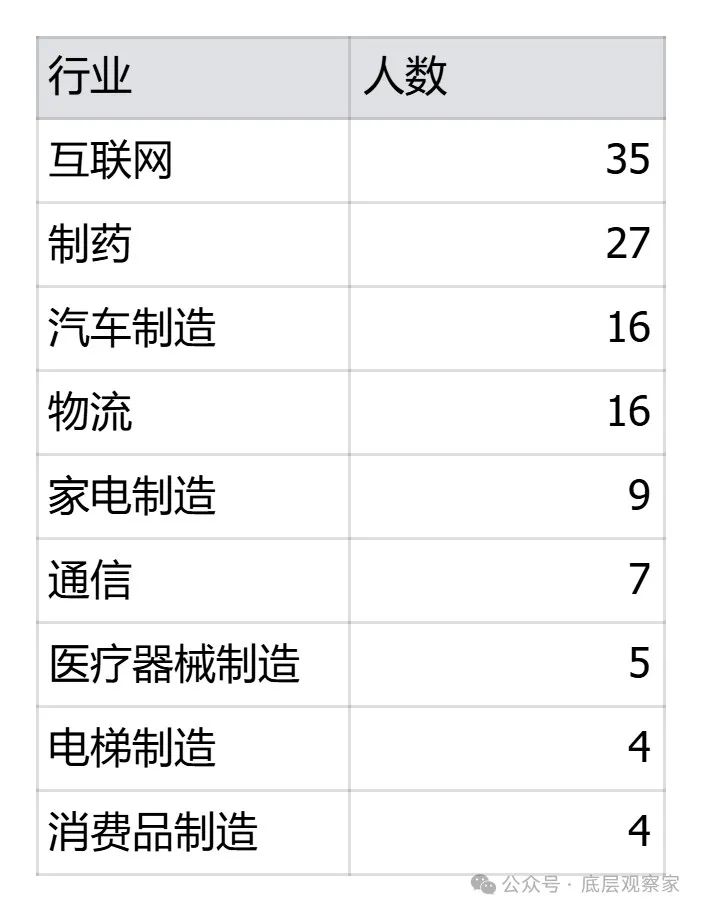 行业 人数
互联网 35
制药 27
汽车制造 16
物流 16
家电制造 9
通信 7
医疗器械制造 5
电梯制造 4
消费品制造 4
公众号 · 底层观察家